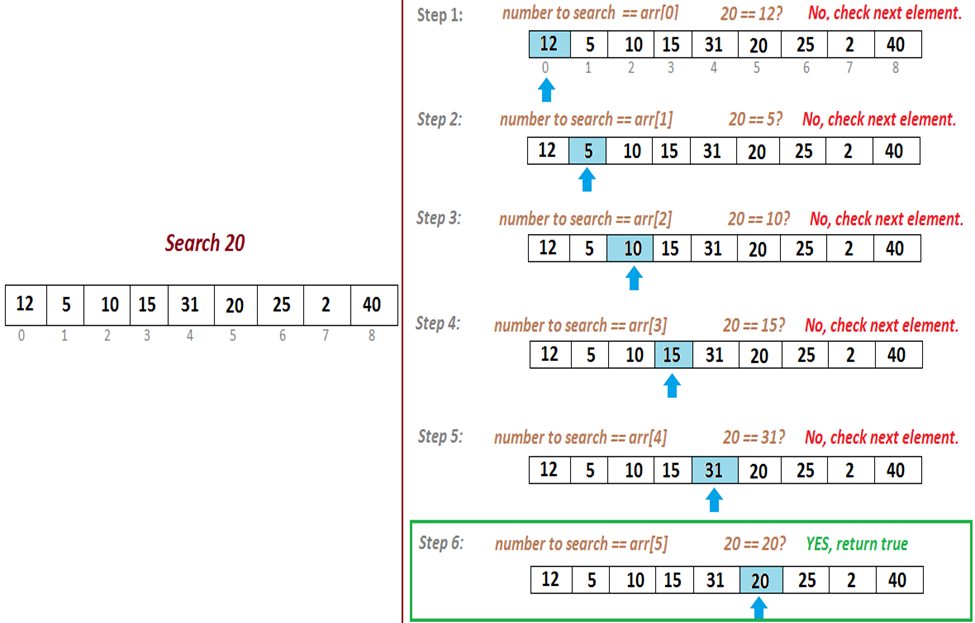 Search 20
12 5 10 15 31 20 25 2 40
0 1 2 3 4 5 6 7 8
Step 1: number to search == arr[0] 20 == 12? No, check next element.
12 5 10 15 31 20 25 2 40
0 1 2 3 4 5 6 7 8
Step 2: number to search == arr[1] 20 == 5? No, check next element.
12 5 10 15 31 20 25 2 40
Step 3: number to search == arr[2] 20 == 10? No, check next element.
12 5 10 15 31 20 25 2 40
Step 4: number to search == arr[3] 20 == 15? No, check next element.
12 5 10 15 31 20 25 2 40
Step 5: number to search == arr[4] 20 == 31? No, check next element.
12 5 10 15 31 20 25 2 40
Step 6: number to search == arr[5] 20 == 20? YES, return true
12 5 10 15 31 20 25 2 40